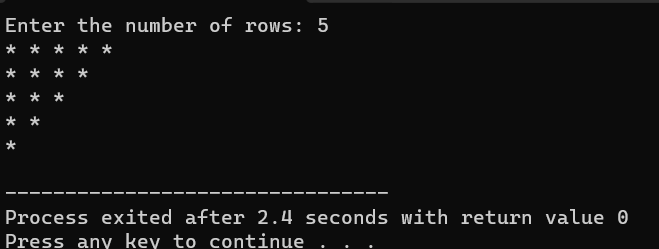 Enter the number of rows: 5
* * * * *
* * * *
* * *
* *
*
--------------------------------
Process exited after 2.4 seconds with return value 0
Press any key to continue . . .